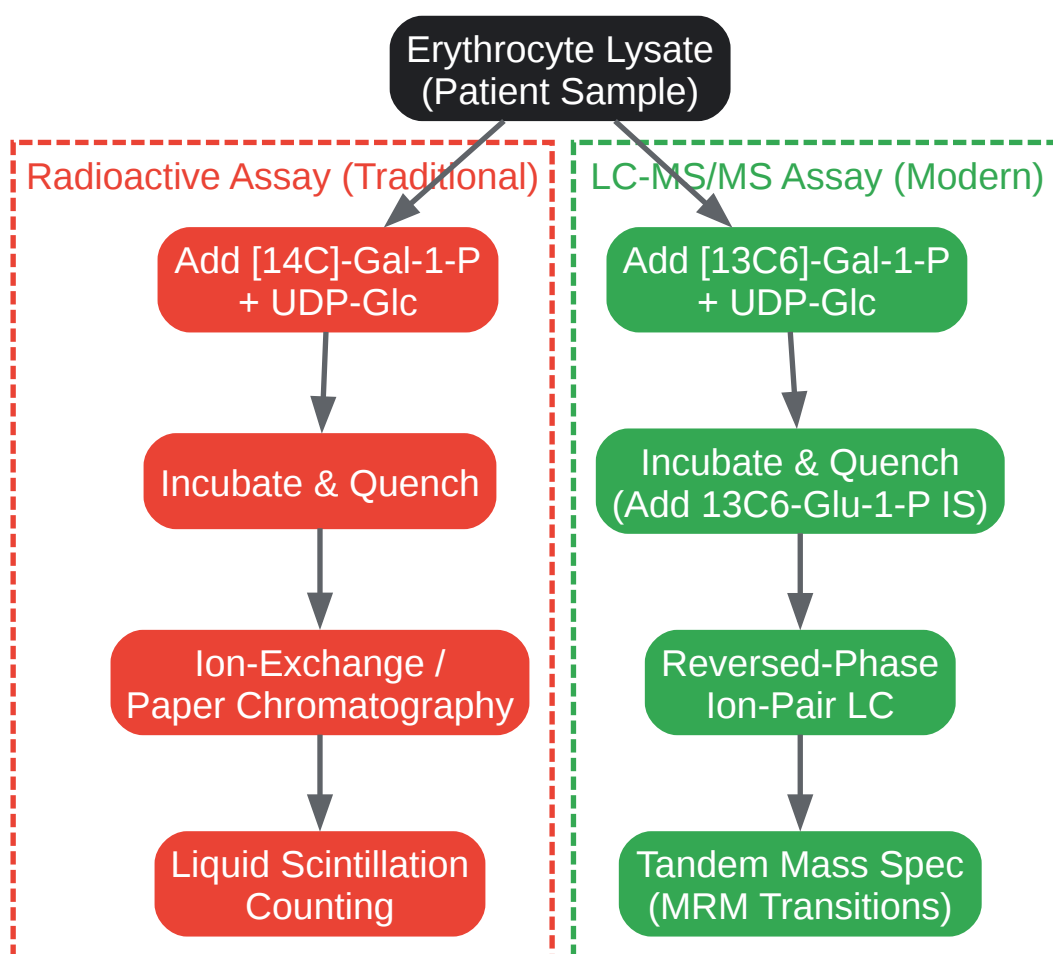 Erythrocyte Lysate
(Patient Sample)
Radioactive Assay (Traditional)
Add [14C]-Gal-1-P
+ UDP-Glc
Incubate & Quench
Ion-Exchange /
Paper Chromatography
Liquid Scintillation
Counting
LC-MS/MS Assay (Modern)
Add [13C6]-Gal-1-P
+ UDP-Glc
Incubate & Quench
(Add 13C6-Glu-1-P IS)
Reversed-Phase
Ion-Pair LC
Tandem Mass Spec
(MRM Transitions)